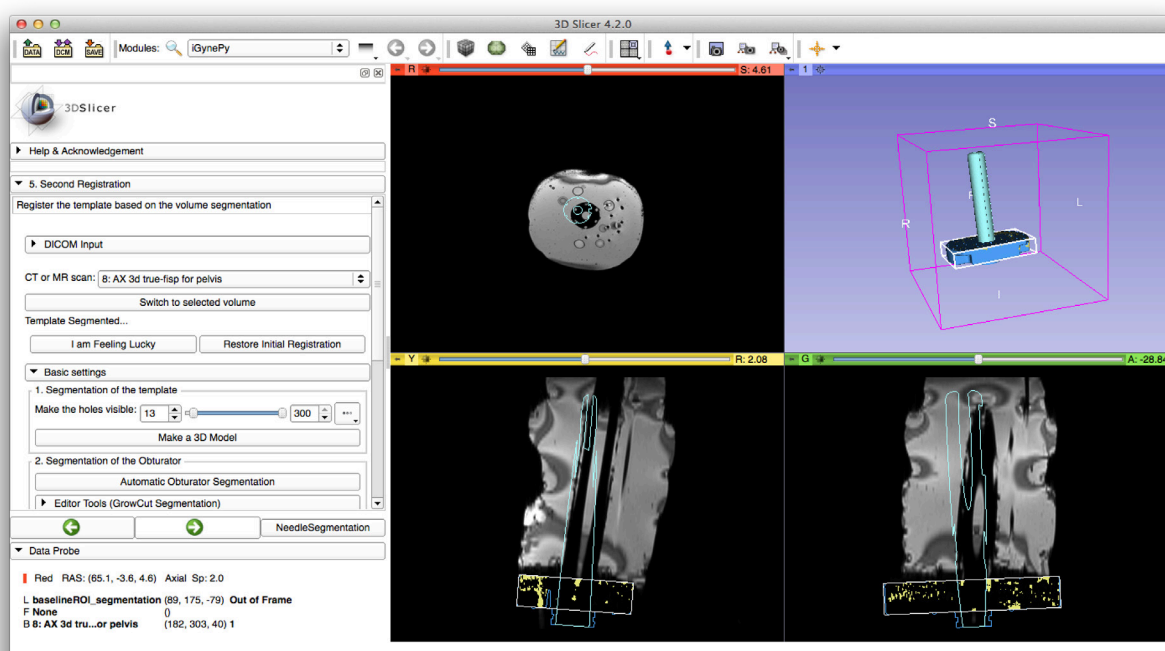 3D Slicer 4.2.0
DATA DCM SAVE Modules: iGynePy
3DSlicer
Help & Acknowledgement
5. Second Registration
Register the template based on the volume segmentation
DICOM Input
CT or MR scan: 8: AX 3d true-fisp for pelvis
Switch to selected volume
Template Segmented...
I am Feeling Lucky Restore Initial Registration
Basic settings
1. Segmentation of the template
Make the holes visible: 13 300 ...
Make a 3D Model
2. Segmentation of the Obturator
Automatic Obturator Segmentation
Editor Tools (GrowCut Segmentation)
NeedleSegmentation
Data Probe
Red RAS: (65.1, -3.6, 4.6) Axial Sp: 2.0
L baselineROI_segmentation (89, 175, -79) Out of Frame
F None ()
B 8: AX 3d tru...or pelvis (182, 303, 40) 1
R S: 4.61
1
S
R L
I
Y R: 2.08
G A: -28.84